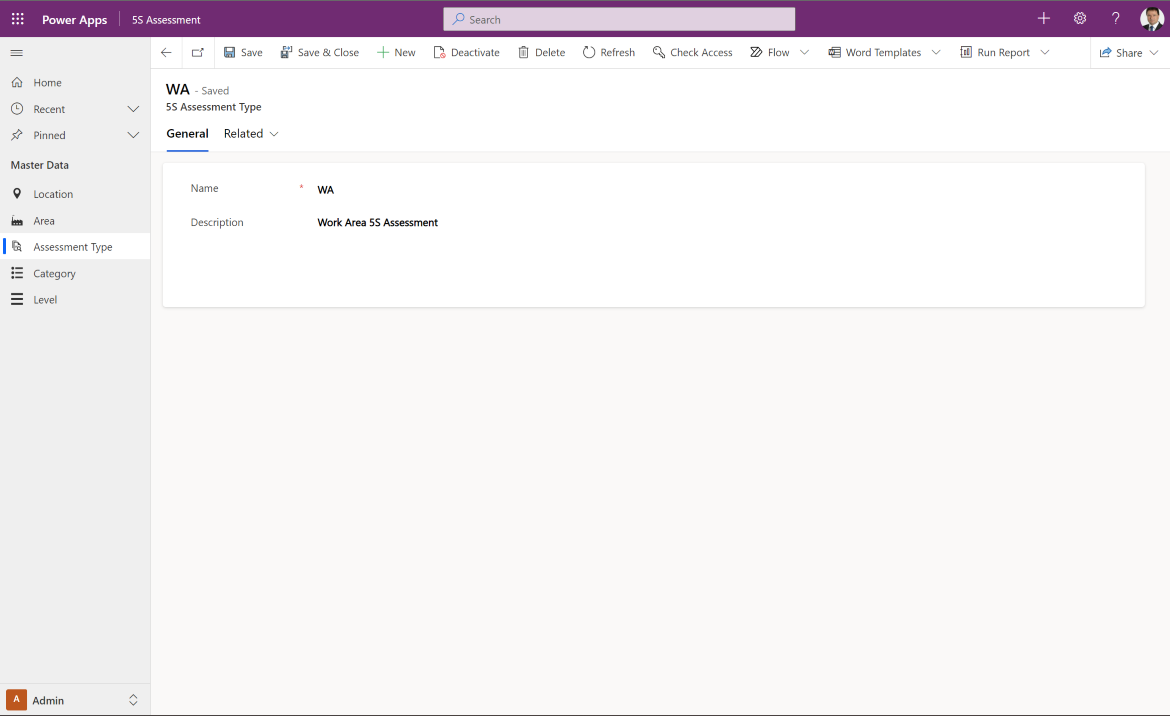 Power Apps 5S Assessment Search
Save Save & Close New Deactivate Delete Refresh Check Access Flow Word Templates Run Report Share
Home
Recent
Pinned
Master Data
Location
Area
Assessment Type
Category
Level
A Admin
WA - Saved
5S Assessment Type
General Related
Name * WA
Description Work Area 5S Assessment